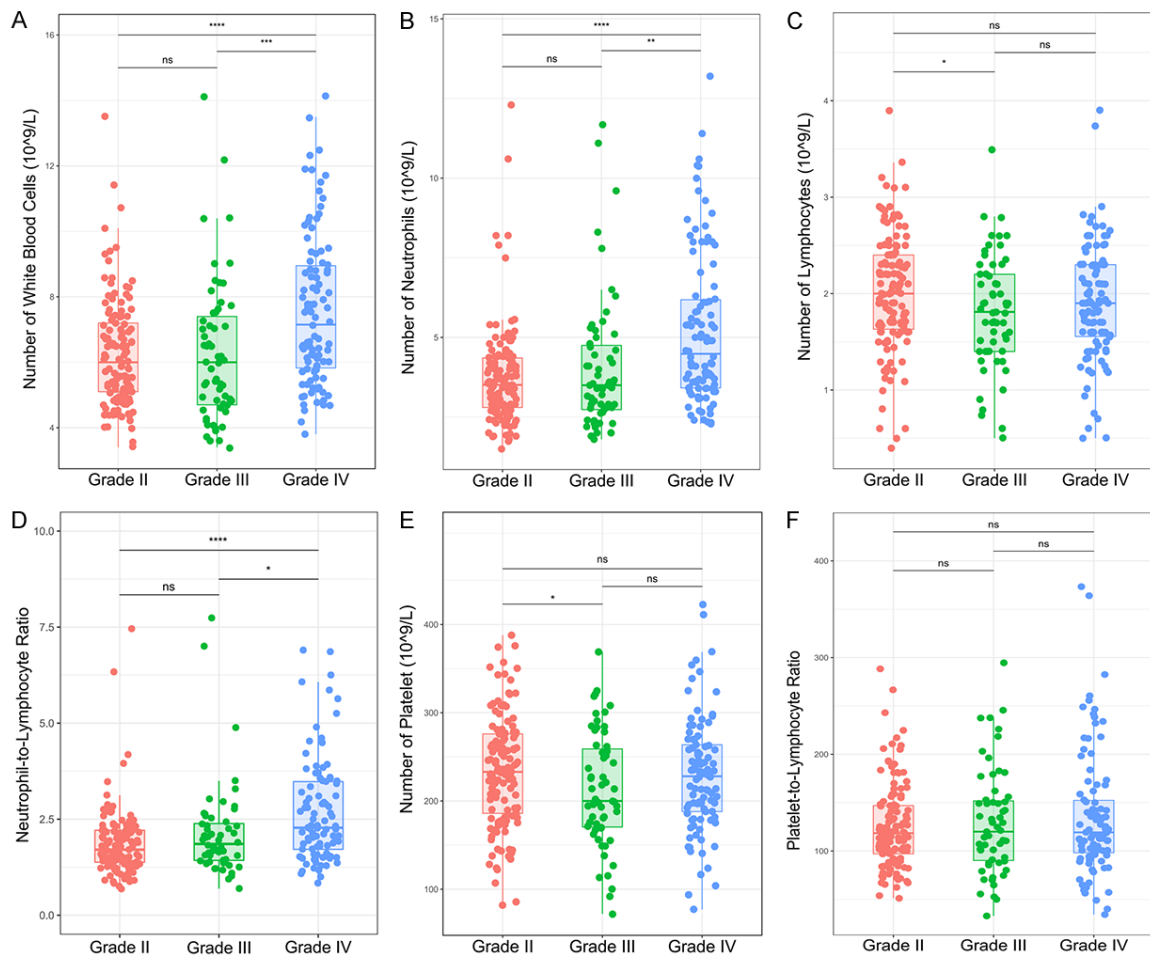 A
Number of White Blood Cells (10^9/L)
16
12
8
4
****
***
ns
Grade II Grade III Grade IV
B
Number of Neutrophils (10^9/L)
15
10
5
****
**
ns
Grade II Grade III Grade IV
C
Number of Lymphocytes (10^9/L)
4
3
2
1
ns
ns
*
Grade II Grade III Grade IV
D
Neutrophil-to-Lymphocyte Ratio
10.0
7.5
5.0
2.5
0.0
****
*
ns
Grade II Grade III Grade IV
E
Number of Platelet (10^9/L)
400
300
200
100
ns
ns
*
Grade II Grade III Grade IV
F
Platelet-to-Lymphocyte Ratio
400
300
200
100
ns
ns
ns
Grade II Grade III Grade IV